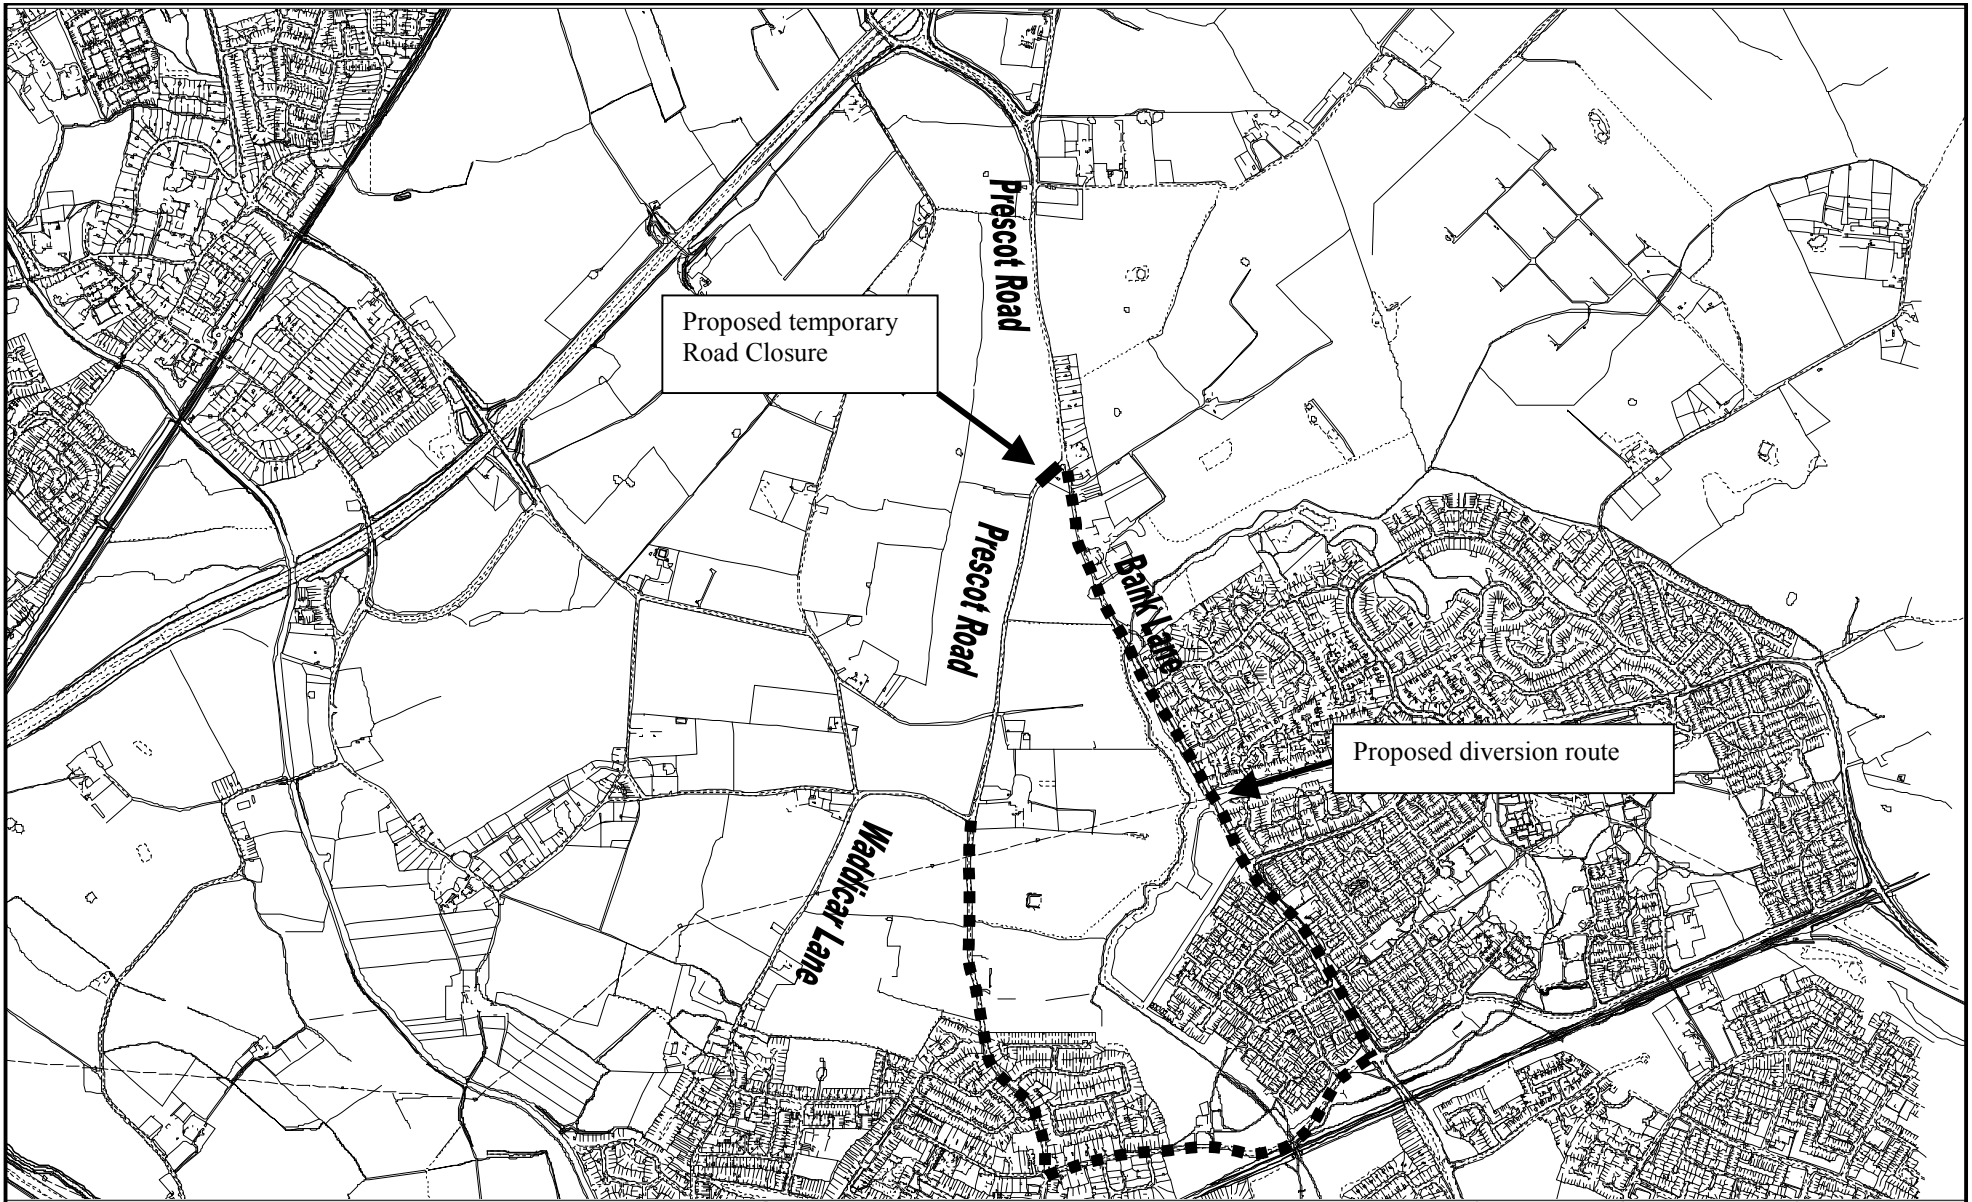 Prescot Road
Proposed temporary
Road Closure
Prescot Road
Bank Lane
Proposed diversion route
Waddicar Lane